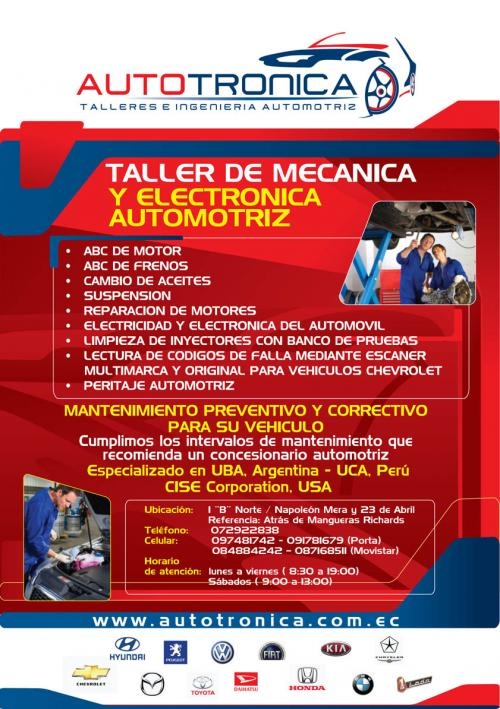 AUTOTRONICA
TALLERES E INGENIERIA AUTOMOTRIZ
TALLER DE MECANICA
Y ELECTRONICA
AUTOMOTRIZ
• ABC DE MOTOR
• ABC DE FRENOS
• CAMBIO DE ACEITES
• SUSPENSION
• REPARACION DE MOTORES
• ELECTRICIDAD Y ELECTRONICA DEL AUTOMOVIL
• LIMPIEZA DE INYECTORES CON BANCO DE PRUEBAS
• LECTURA DE CODIGOS DE FALLA MEDIANTE ESCANER
MULTIMARCA Y ORIGINAL PARA VEHICULOS CHEVROLET
• PERITAJE AUTOMOTRIZ
MANTENIMIENTO PREVENTIVO Y CORRECTIVO
PARA SU VEHICULO
Cumplimos los intervalos de mantenimiento que
recomienda un concesionario automotriz
Especializado en UBA, Argentina - UCA, Perú
CISE Corporation, USA
Ubicación: 1 "B" Norte / Napoleón Mera y 23 de Abril
Referencia: Atrás de Mangueras Richards
Teléfono: 072922838
Celular: 097481742 - 091781679 (Porta)
084884242 - 087168511 (Movistar)
Horario
de atención: lunes a viernes ( 8:30 a 19:00)
Sábados ( 9:00 a 13:00)
www.autotronica.com.ec
HYUNDAI
PEUGEOT
FIAT
KIA
CHRYSLER
CHEVROLET
TOYOTA
DAIHATSU
HONDA
BMW
Lada